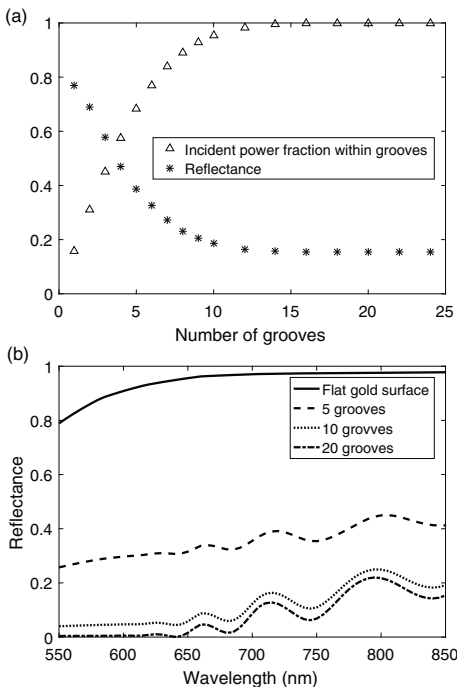 (a)
1
0.8
0.6
0.4
0.2
0
Incident power fraction within grooves
Reflectance
0 5 10 15 20 25
Number of grooves
(b)
1
0.8
0.6
0.4
0.2
0
Reflectance
Flat gold surface
5 grooves
10 grovves
20 grooves
550 600 650 700 750 800 850
Wavelength (nm)